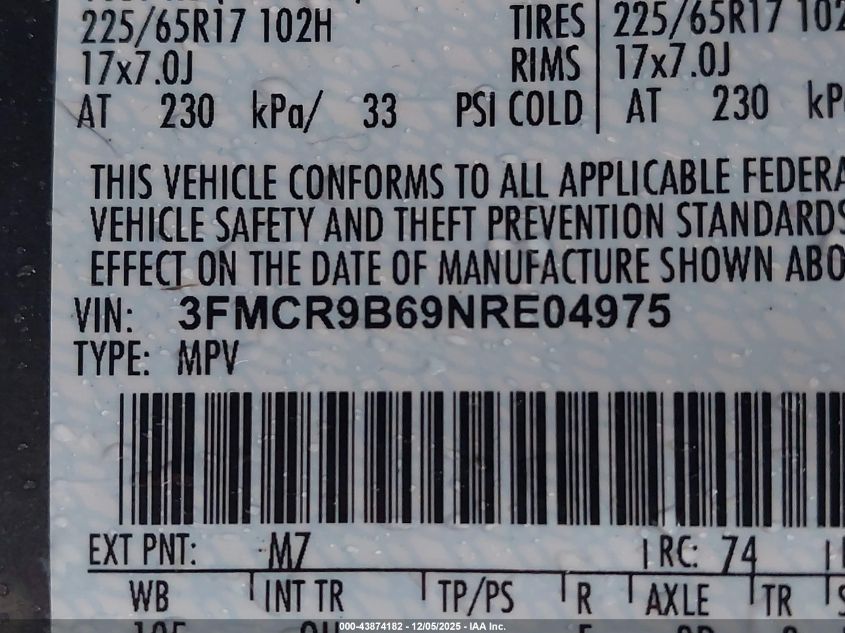 225/65R17 102H TIRES 225/65R17 102
17x7.0J RIMS 17x7.0J
AT 230 kPa/ 33 PSI COLD AT 230 kP
THIS VEHICLE CONFORMS TO ALL APPLICABLE FEDERA
VEHICLE SAFETY AND THEFT PREVENTION STANDARDS
EFFECT ON THE DATE OF MANUFACTURE SHOWN ABO
VIN: 3FMCR9B69NRE04975
TYPE: MPV
EXT PNT: M7 RC: 74
WB INT TR TP/PS R AXLE TR S
000-43874182 - 12/05/2025 - IAA Inc.